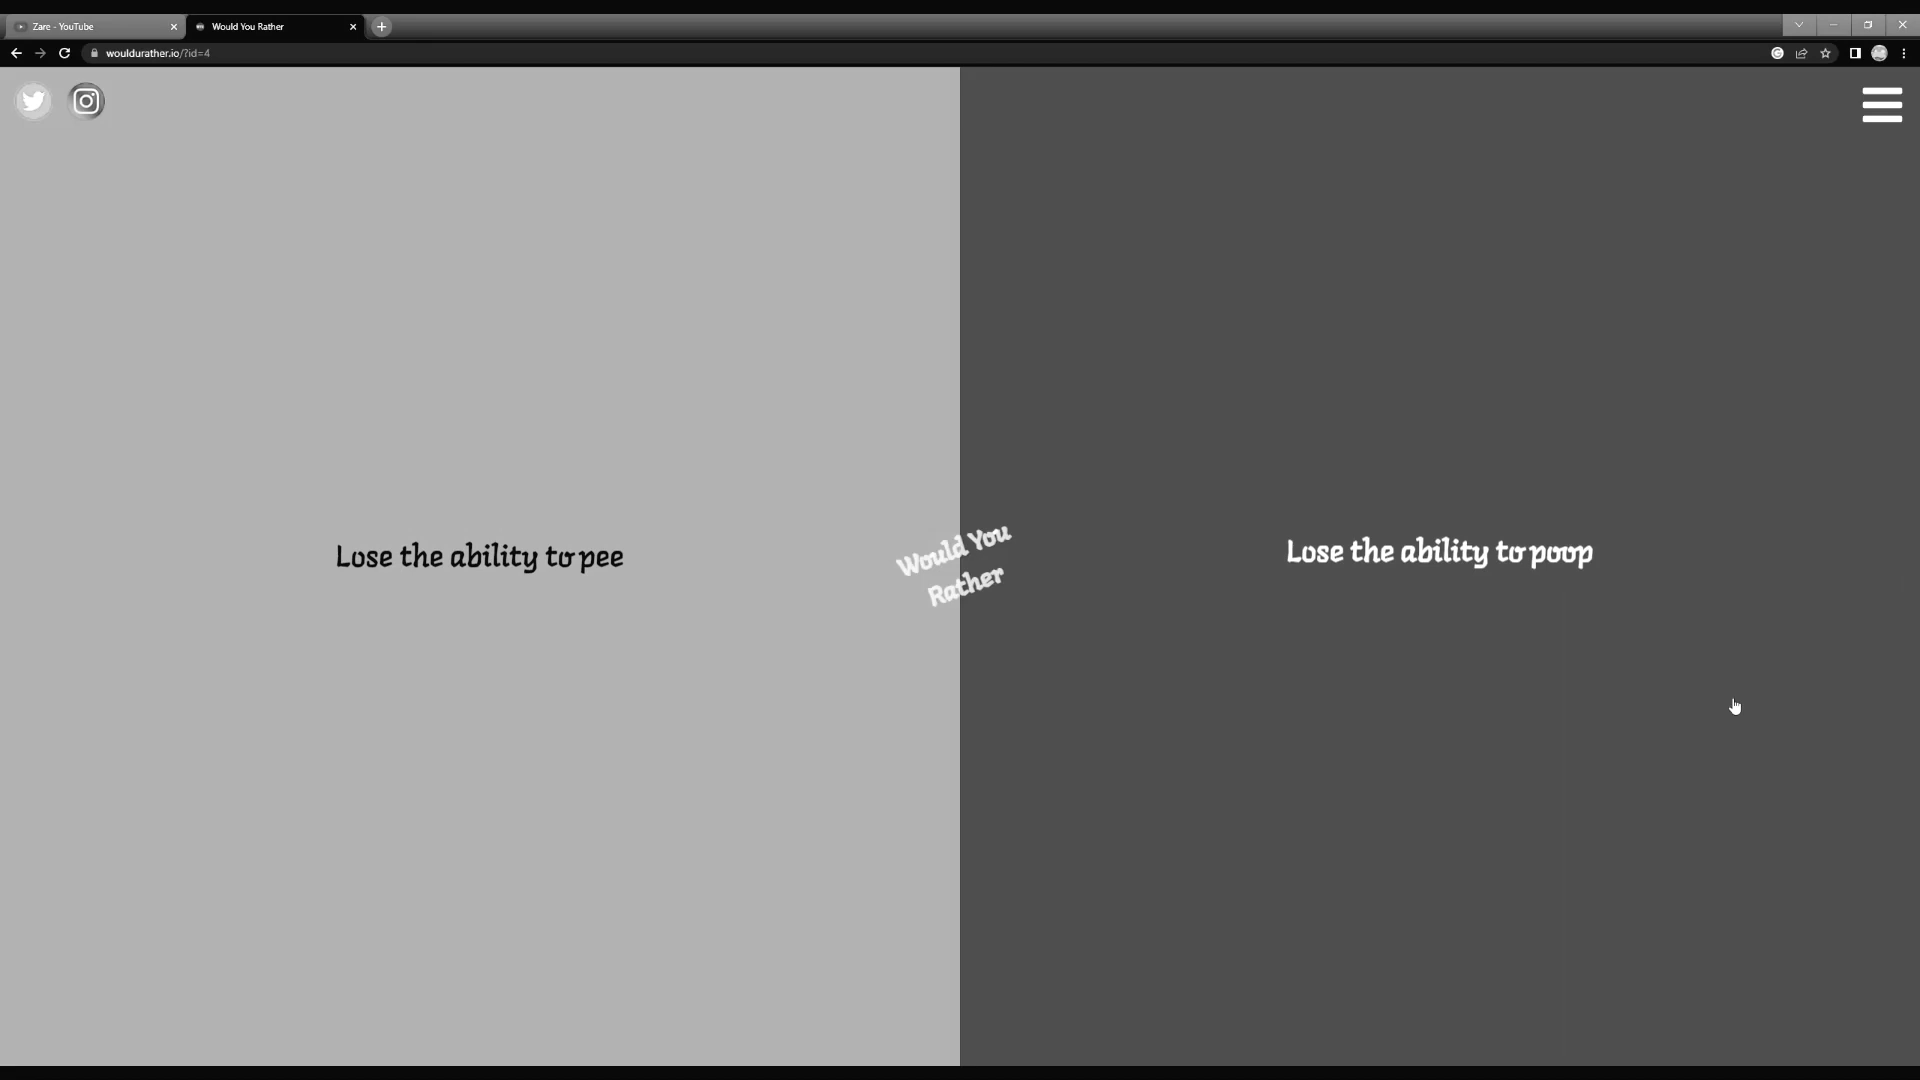 Zare - YouTube
Would You Rather
wouldurather.io/?id=4
Lose the ability to pee
Would You
Rather
Lose the ability to poop